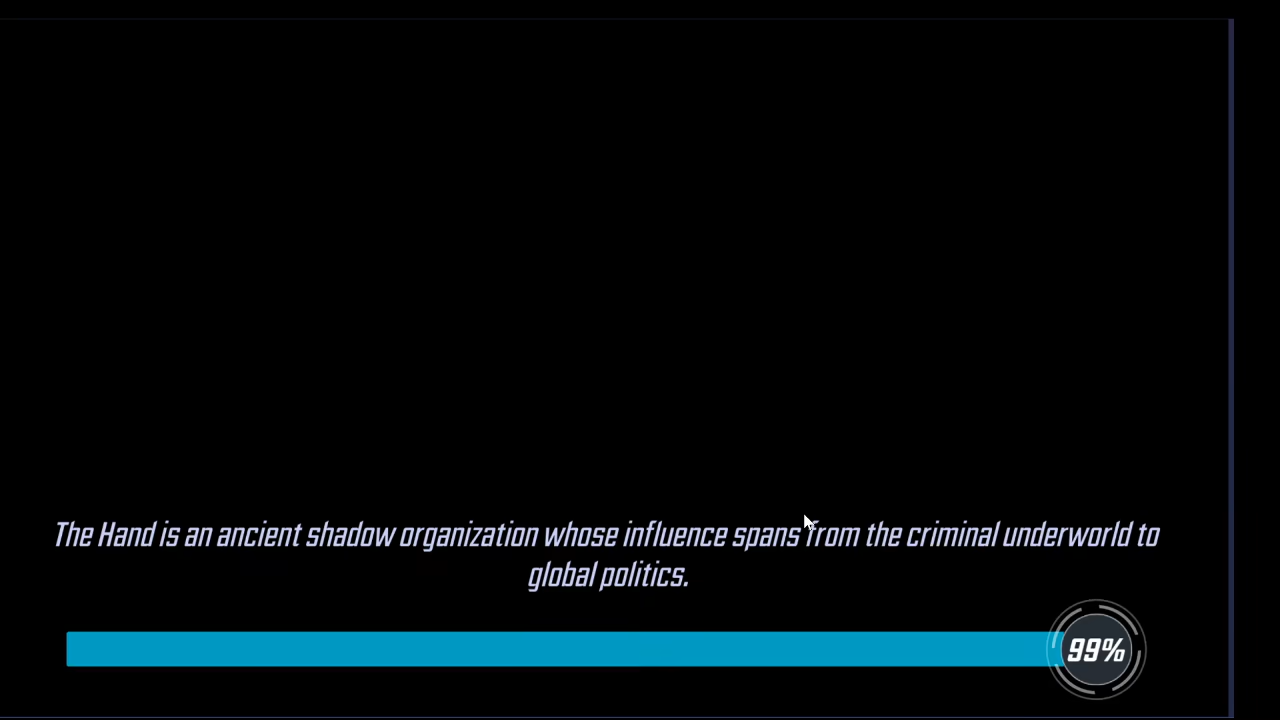 The Hand is an ancient shadow organization whose influence spans from the criminal underworld to
global politics.
99%